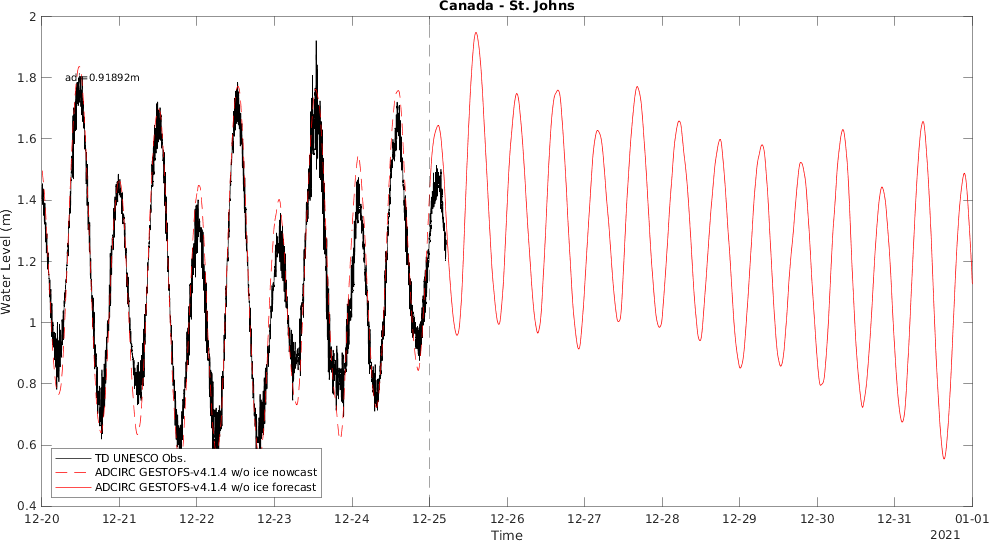 Canada - St. Johns
2
1.8
1.6
1.4
1.2
1
0.8
0.6
0.4
Water Level (m)
adj=0.91892m
TD UNESCO Obs.
ADCIRC GESTOFS-v4.1.4 w/o ice nowcast
ADCIRC GESTOFS-v4.1.4 w/o ice forecast
12-20 12-21 12-22 12-23 12-24 12-25 12-26 12-27 12-28 12-29 12-30 12-31 01-01
Time
2021